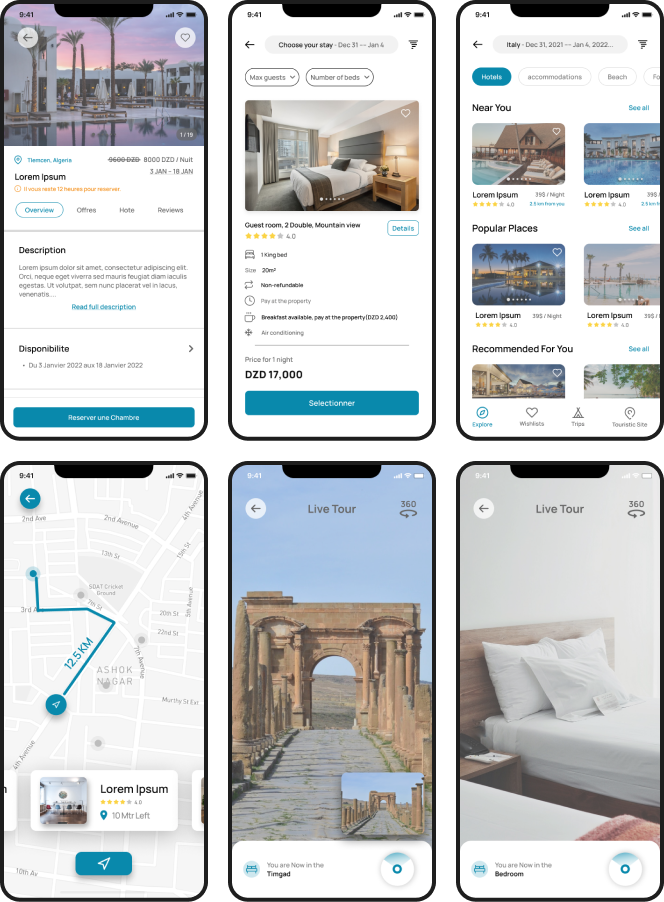 9:41
1 / 19
Tlemcen, Algeria
9600 DZD 8000 DZD / Nuit
3 JAN - 18 JAN
Lorem Ipsum
Il vous reste 12 heures pour reserver.
Overview Offres Hote Reviews
Description
Lorem ipsum dolor sit amet, consectetur adipiscing elit.
Orci, neque eget viverra sed mauris feugiat diam iaculis
egestas. Ut volutpat, sem nunc placerat vel in lacus,
venenatis....
Read full description
Disponibilite
• Du 3 Janvier 2022 aux 18 Janvier 2022
Reserver une Chambre
9:41
Choose your stay - Dec 31 — Jan 4
Max guests Number of beds
Guest room, 2 Double, Mountain view
4.0
Details
1 King bed
Size 20m²
Non-refundable
Pay at the property
Breakfast available, pay at the property(DZD 2,400)
Air conditioning
Price for 1 night
DZD 17,000
Selectionner
9:41
Italy - Dec 31, 2021 — Jan 4, 2022...
Hotels accommodations Beach Fo
Near You See all
Lorem Ipsum 39$ / Night Lorem Ipsum
4.0 2.5 km from you 4.0 2.5 km fr
Popular Places See all
Lorem Ipsum 39$ / Night Lorem Ipsum 39$ / N
4.0 4.0
Recommended For You See all
Explore Wishlists Trips Touristic Site
9:41
2nd Ave
2nd Avenue
4th Avenue
13th St
15th St
SDAT Cricket
Ground
7th St
3rd A
5th Avenue
20th St
22nd St
7th Avenue
12.5 KM
ASHOK
NAGAR
Murthy St Ext
4th Avenue
n
Lorem Ipsum
4.0
10 Mtr Left
10th Av
9:41
Live Tour
360
You are Now in the
Timgad
9:41
Live Tour
360
You are Now in the
Bedroom